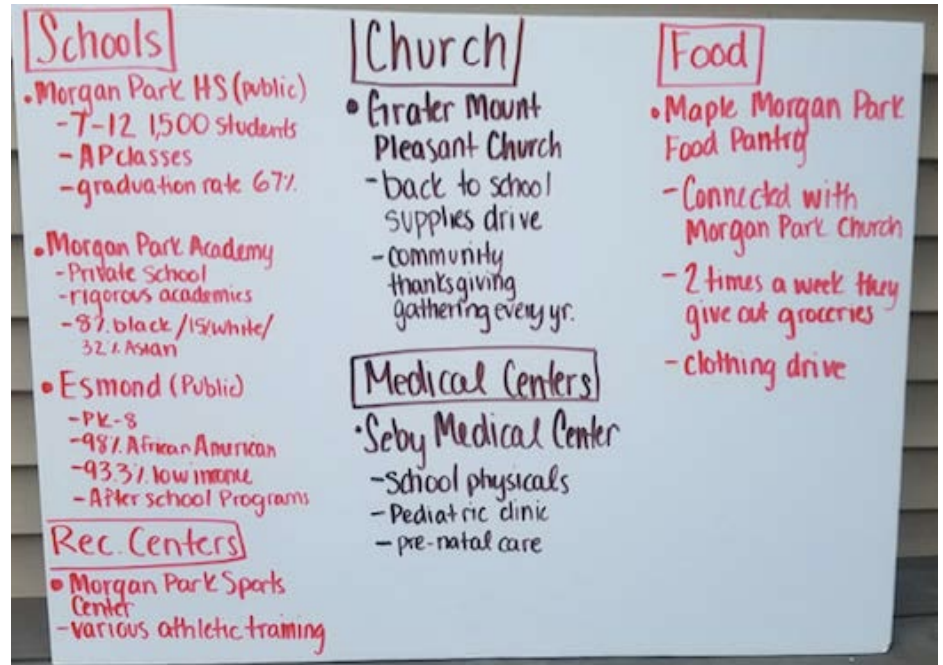 Schools
•Morgan Park HS (public)
-7-12 1,500 students
-AP classes
-graduation rate 67%
•Morgan Park Academy
-Private school
-rigorous academics
-8% black /15%white/
32% Asian
•Esmond (Public)
-PK-8
-98% African American
-93.3% low income
-After school Programs
Rec. Centers
•Morgan Park Sports
Center
-various athletic training
Church
•Grater Mount
Pleasant Church
-back to school
supplies drive
-community
thanksgiving
gathering every yr.
Medical Centers
•Seby Medical Center
-School physicals
-Pediatric clinic
-pre-natal care
Food
•Maple Morgan Park
Food Pantry
-Connected with
Morgan Park Church
-2 times a week they
give out groceries
-clothing drive